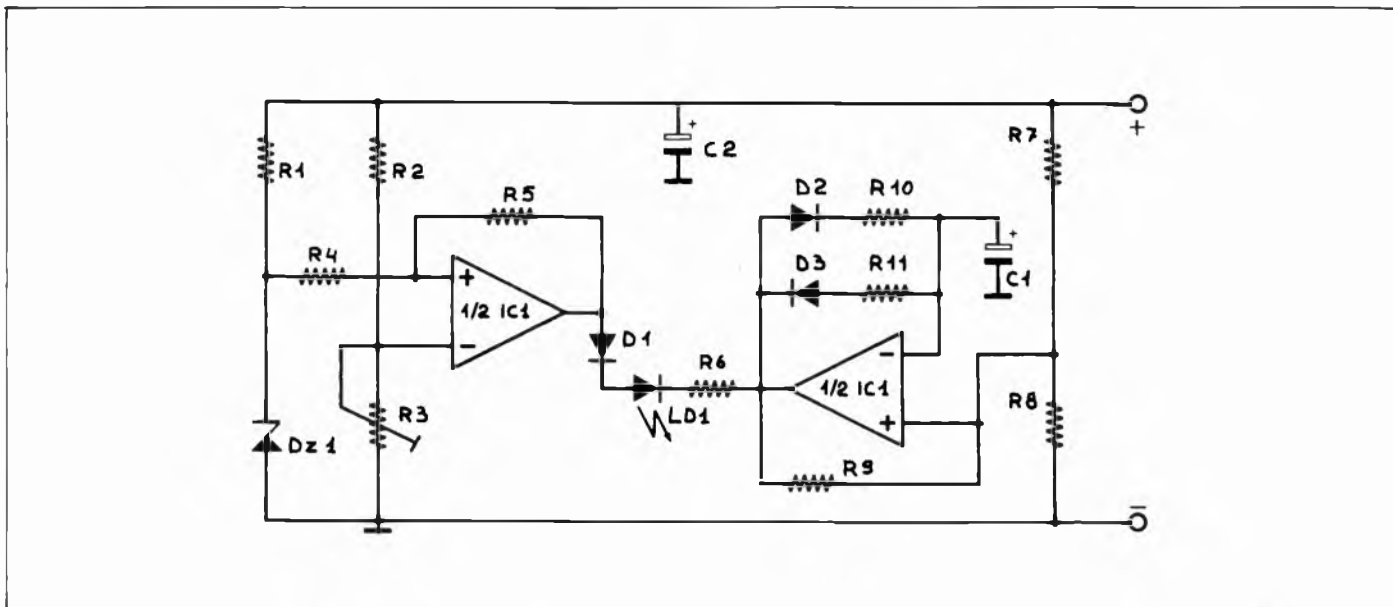 +
R1
R2
+
C2
R7
R5
D2
R10
R4
+
C1
D3
R11
+
1/2 IC1
-
D1
R6
-
1/2 IC1
+
R3
LD1
R8
Dz1
R9
-